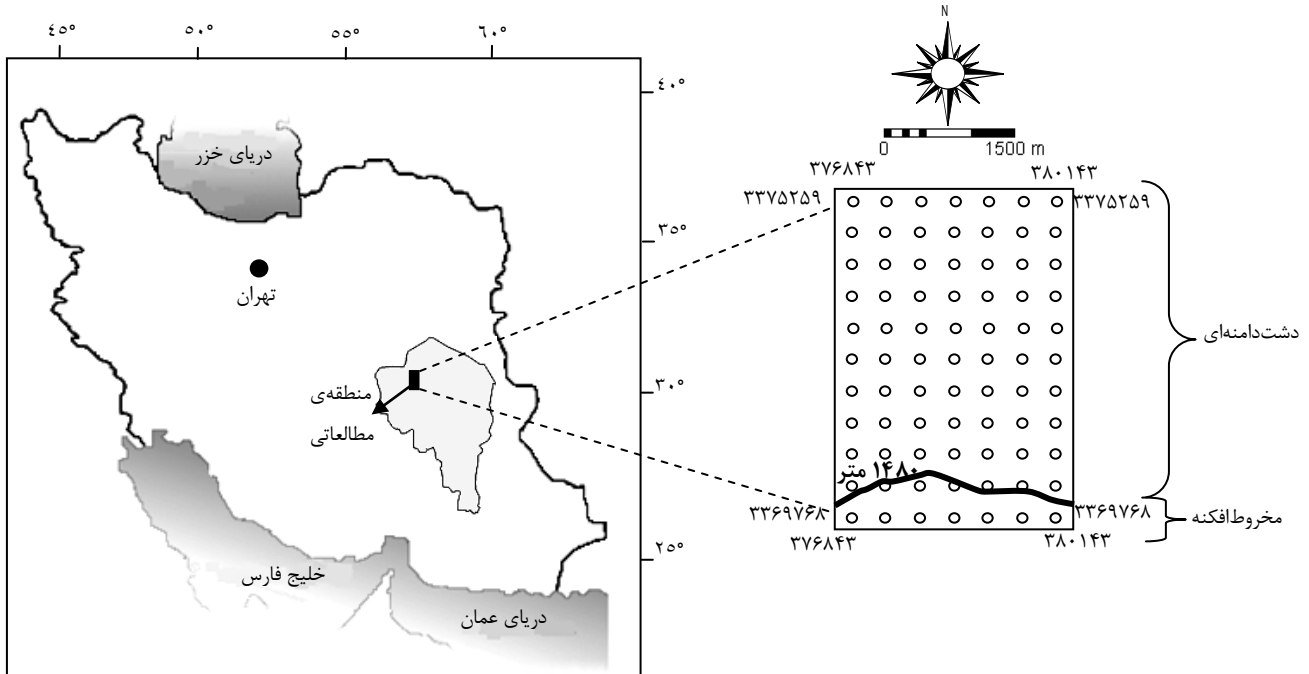 ۴۵°
۵۰°
۵۵°
۶۰°
۴۰°
۳۵°
۳۰°
۲۵°
دریای خزر
تهران
منطقه‌ی
مطالعاتی
خلیج فارس
دریای عمان
N
0 1500 m
۳۷۶۸۴۳ ۳۸۰۱۴۳
۳۳۷۵۲۵۹ ۳۳۷۵۲۵۹
دشت‌دامنه‌ای
۱۴۸۰ متر
۳۳۶۹۷۶۸ ۳۳۶۹۷۶۸
مخروط‌افکنه
۳۷۶۸۴۳ ۳۸۰۱۴۳